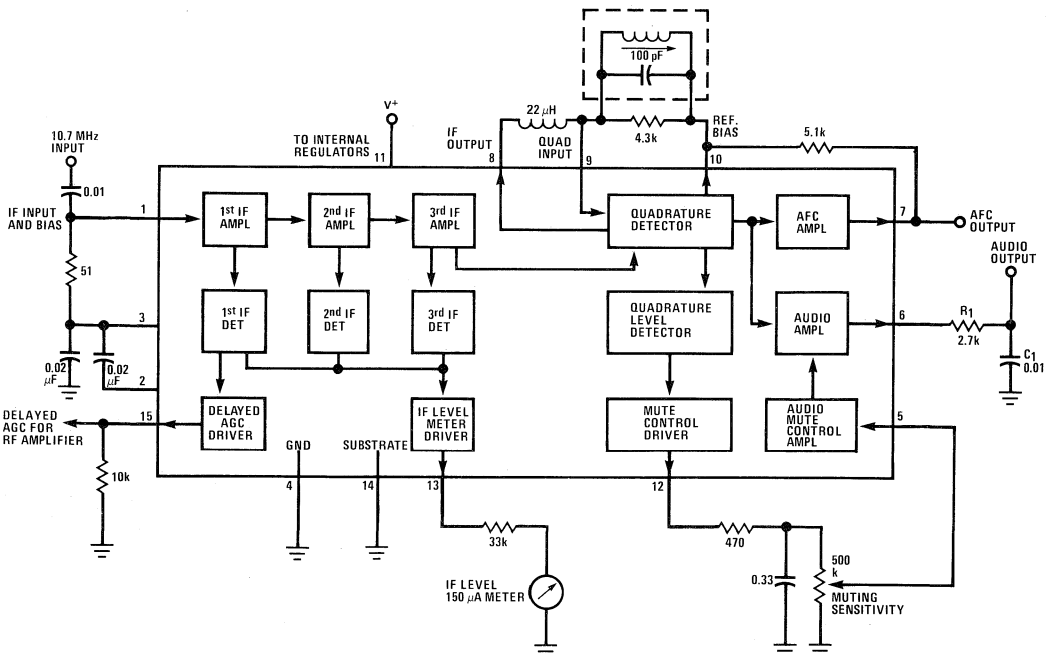 100 pF
V+
22 µH
4.3k
REF.
BIAS
5.1k
10.7 MHz
INPUT
TO INTERNAL
REGULATORS
11
IF
OUTPUT
8
QUAD
INPUT
9
10
0.01
IF INPUT
AND BIAS
1
1st IF
AMPL
2nd IF
AMPL
3rd IF
AMPL
QUADRATURE
DETECTOR
AFC
AMPL
7
AFC
OUTPUT
AUDIO
OUTPUT
51
1st IF
DET
2nd IF
DET
3rd IF
DET
QUADRATURE
LEVEL
DETECTOR
AUDIO
AMPL
6
R1
2.7k
C1
0.01
3
0.02
µF
0.02
µF
2
DELAYED
AGC FOR
RF AMPLIFIER
15
DELAYED
AGC
DRIVER
IF LEVEL
METER
DRIVER
MUTE
CONTROL
DRIVER
AUDIO
MUTE
CONTROL
AMPL
5
10k
GND
4
SUBSTRATE
14
13
12
33k
470
IF LEVEL
150 µA METER
0.33
500
k
MUTING
SENSITIVITY